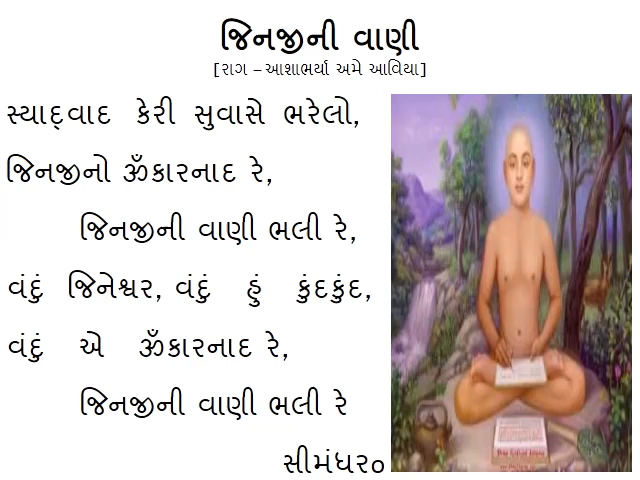 જિનજીની વાણી
[રાગ – આશાભર્યા અમે આવિયા]
સ્યાદ્‌વાદ કેરી સુવાસે ભરેલો,
જિનજીનો ૐકારનાદ રે,
જિનજીની વાણી ભલી રે,
વંદું જિનેશ્વર, વંદું હું કુંદકુંદ,
વંદું એ ૐકારનાદ રે,
જિનજીની વાણી ભલી રે
સીમંધર૦